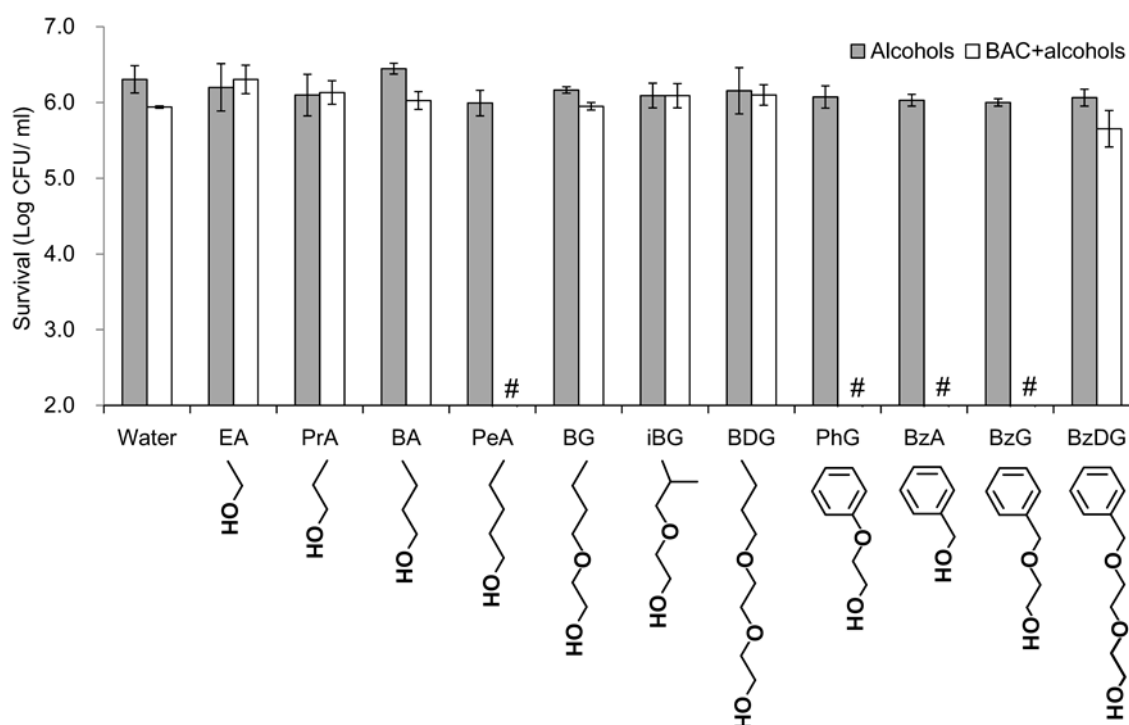 7.0
Alcohols BAC+alcohols
6.0
5.0
4.0
3.0
2.0
Survival (Log CFU/ ml)
# # # #
Water EA PrA BA PeA BG iBG BDG PhG BzA BzG BzDG
HO
HO
HO
HO
O
HO
O
HO
O
O
HO
O
HO
HO
O
HO
O
O
HO